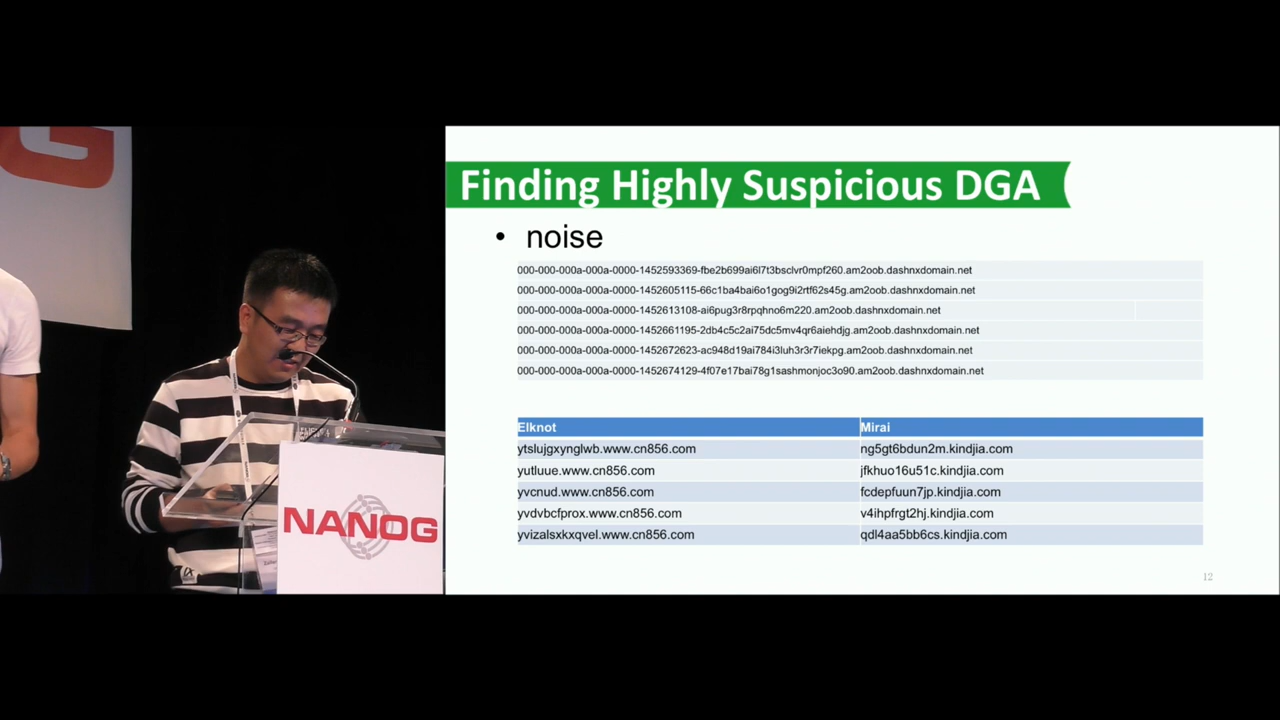 G
NANOG
Finding Highly Suspicious DGA
• noise
000-000-000a-000a-0000-1452593369-fbe2b699ai6l7t3bsclvr0mpf260.am2oob.dashnxdomain.net
000-000-000a-000a-0000-1452605115-66c1ba4bai6o1gog9i2rtf62s45g.am2oob.dashnxdomain.net
000-000-000a-000a-0000-1452613108-ai6pug3r8rpqhno6m220.am2oob.dashnxdomain.net
000-000-000a-000a-0000-1452661195-2db4c5c2ai75dc5mv4qr6aiehdjg.am2oob.dashnxdomain.net
000-000-000a-000a-0000-1452672623-ac948d19ai784i3luh3r3r7iekpg.am2oob.dashnxdomain.net
000-000-000a-000a-0000-1452674129-4f07e17bai78g1sashmonjoc3o90.am2oob.dashnxdomain.net
Elknot Mirai
ytslujgxynglwb.www.cn856.com ng5gt6bdun2m.kindjia.com
yutluue.www.cn856.com jfkhuo16u51c.kindjia.com
yvcnud.www.cn856.com fcdepfuun7jp.kindjia.com
yvdvbcfprox.www.cn856.com v4ihpfrgt2hj.kindjia.com
yvizalsxkxqvel.www.cn856.com qdl4aa5bb6cs.kindjia.com
12